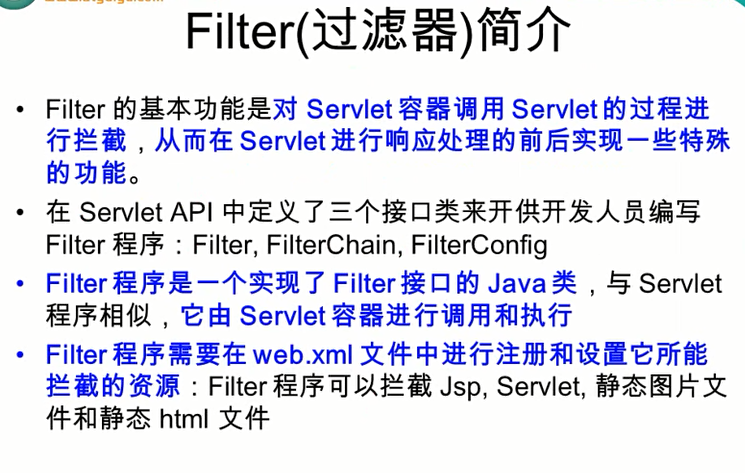 Filter(过滤器)简介
• Filter 的基本功能是对 Servlet 容器调用 Servlet 的过程进
行拦截，从而在 Servlet 进行响应处理的前后实现一些特殊
的功能。
• 在 Servlet API 中定义了三个接口类来开供开发人员编写
Filter 程序：Filter, FilterChain, FilterConfig
• Filter 程序是一个实现了 Filter 接口的 Java 类，与 Servlet
程序相似，它由 Servlet 容器进行调用和执行
• Filter 程序需要在 web.xml 文件中进行注册和设置它所能
拦截的资源：Filter 程序可以拦截 Jsp, Servlet, 静态图片文
件和静态 html 文件